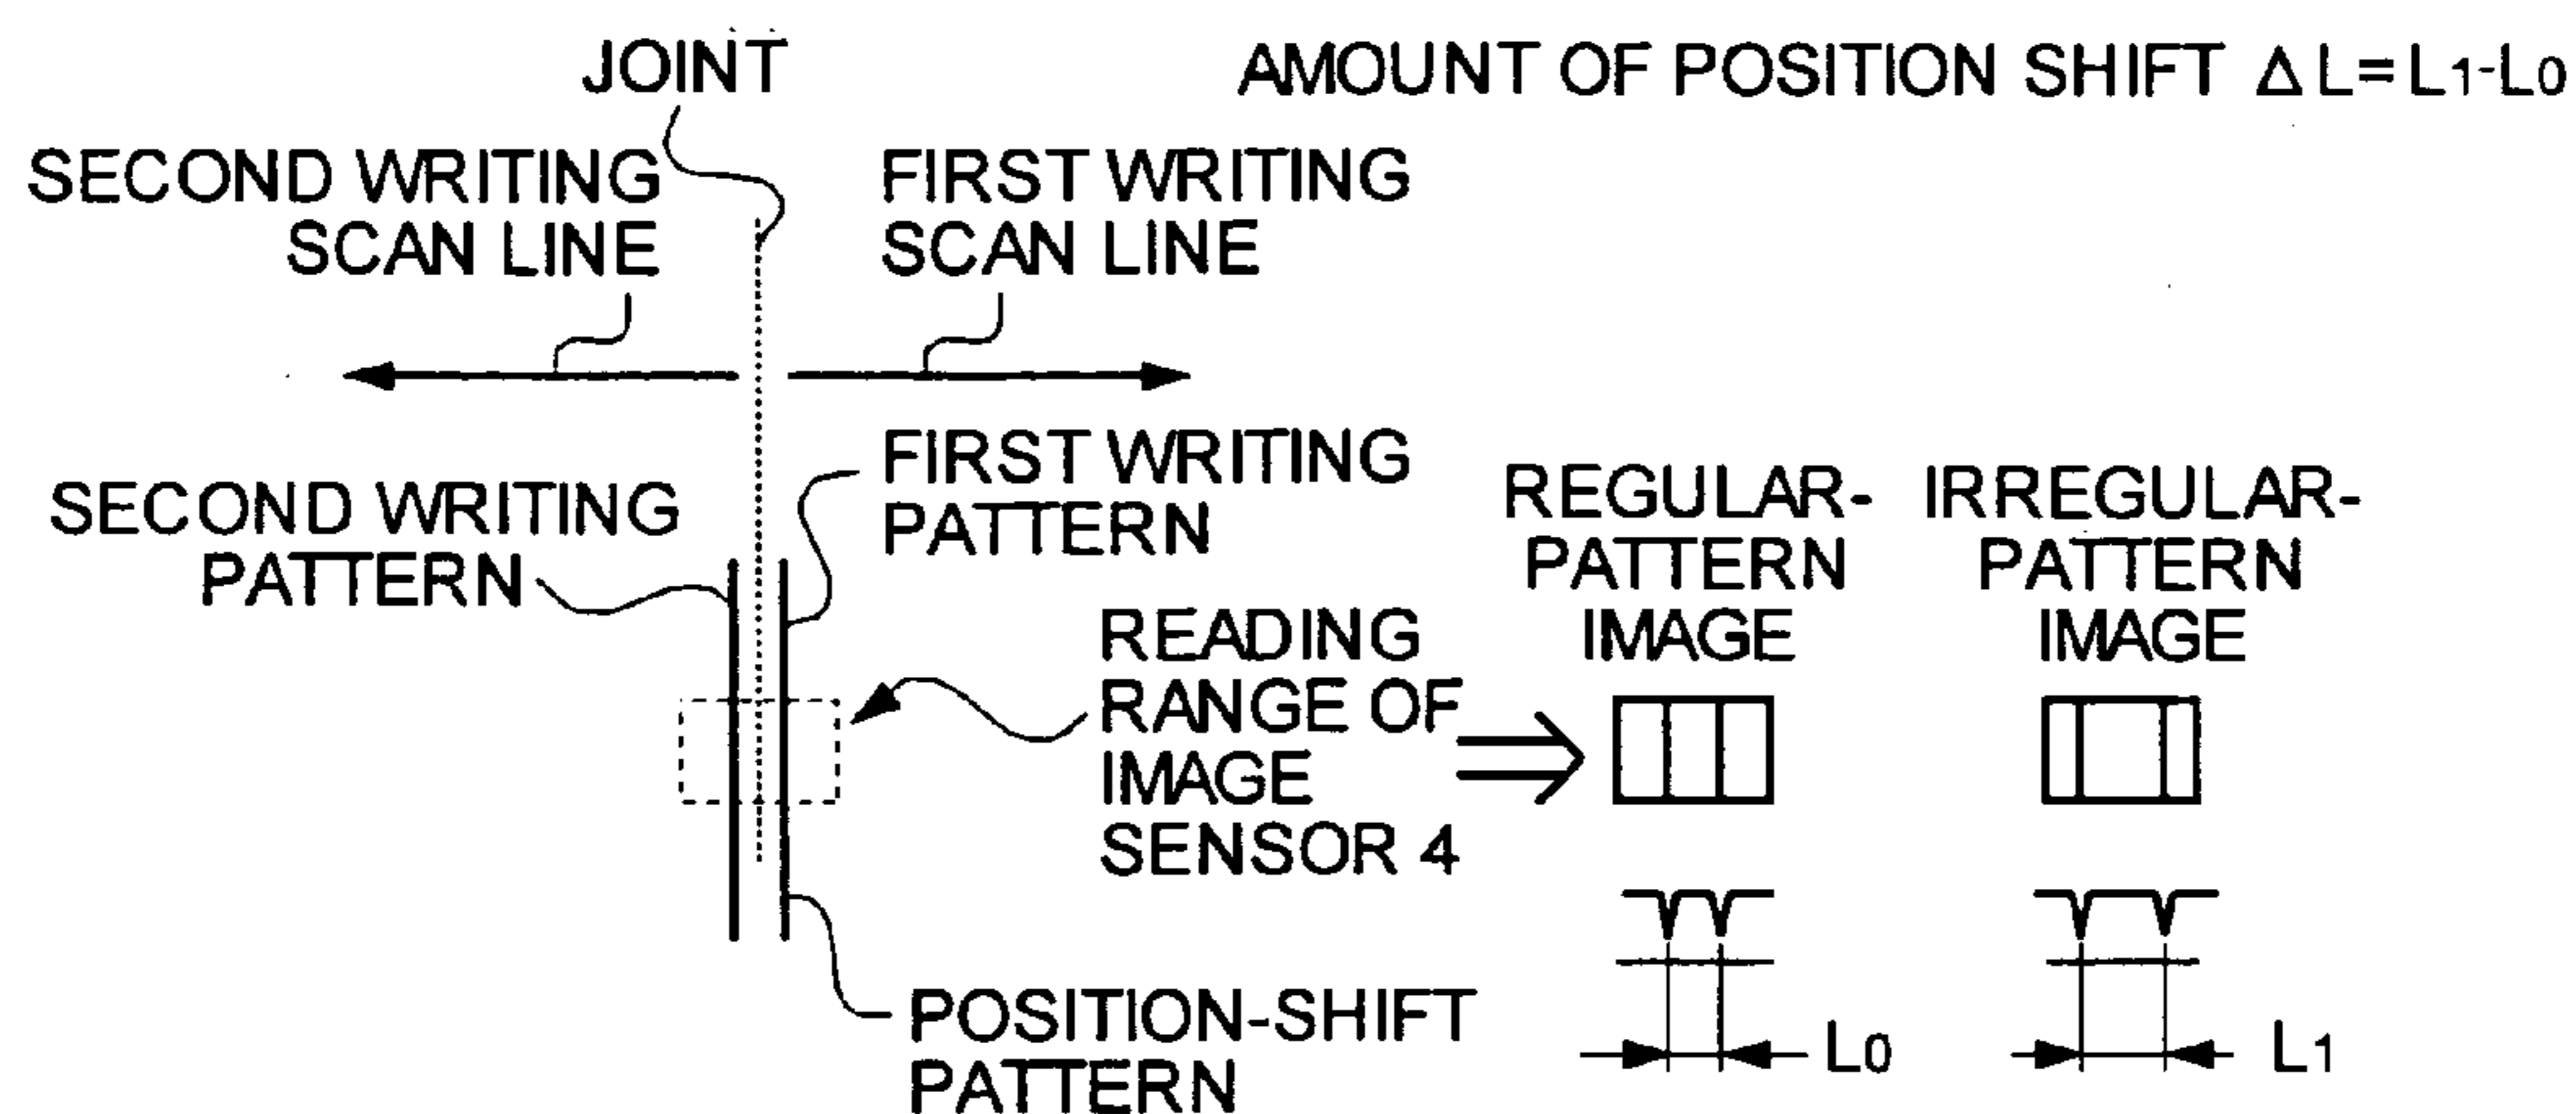 JOINT
AMOUNT OF POSITION SHIFT Δ L=L1-L0
SECOND WRITING
SCAN LINE
FIRST WRITING
SCAN LINE
SECOND WRITING
PATTERN
FIRST WRITING
PATTERN
READING
RANGE OF
IMAGE
SENSOR 4
REGULAR-
PATTERN
IMAGE
IRREGULAR-
PATTERN
IMAGE
L0
L1
POSITION-SHIFT
PATTERN